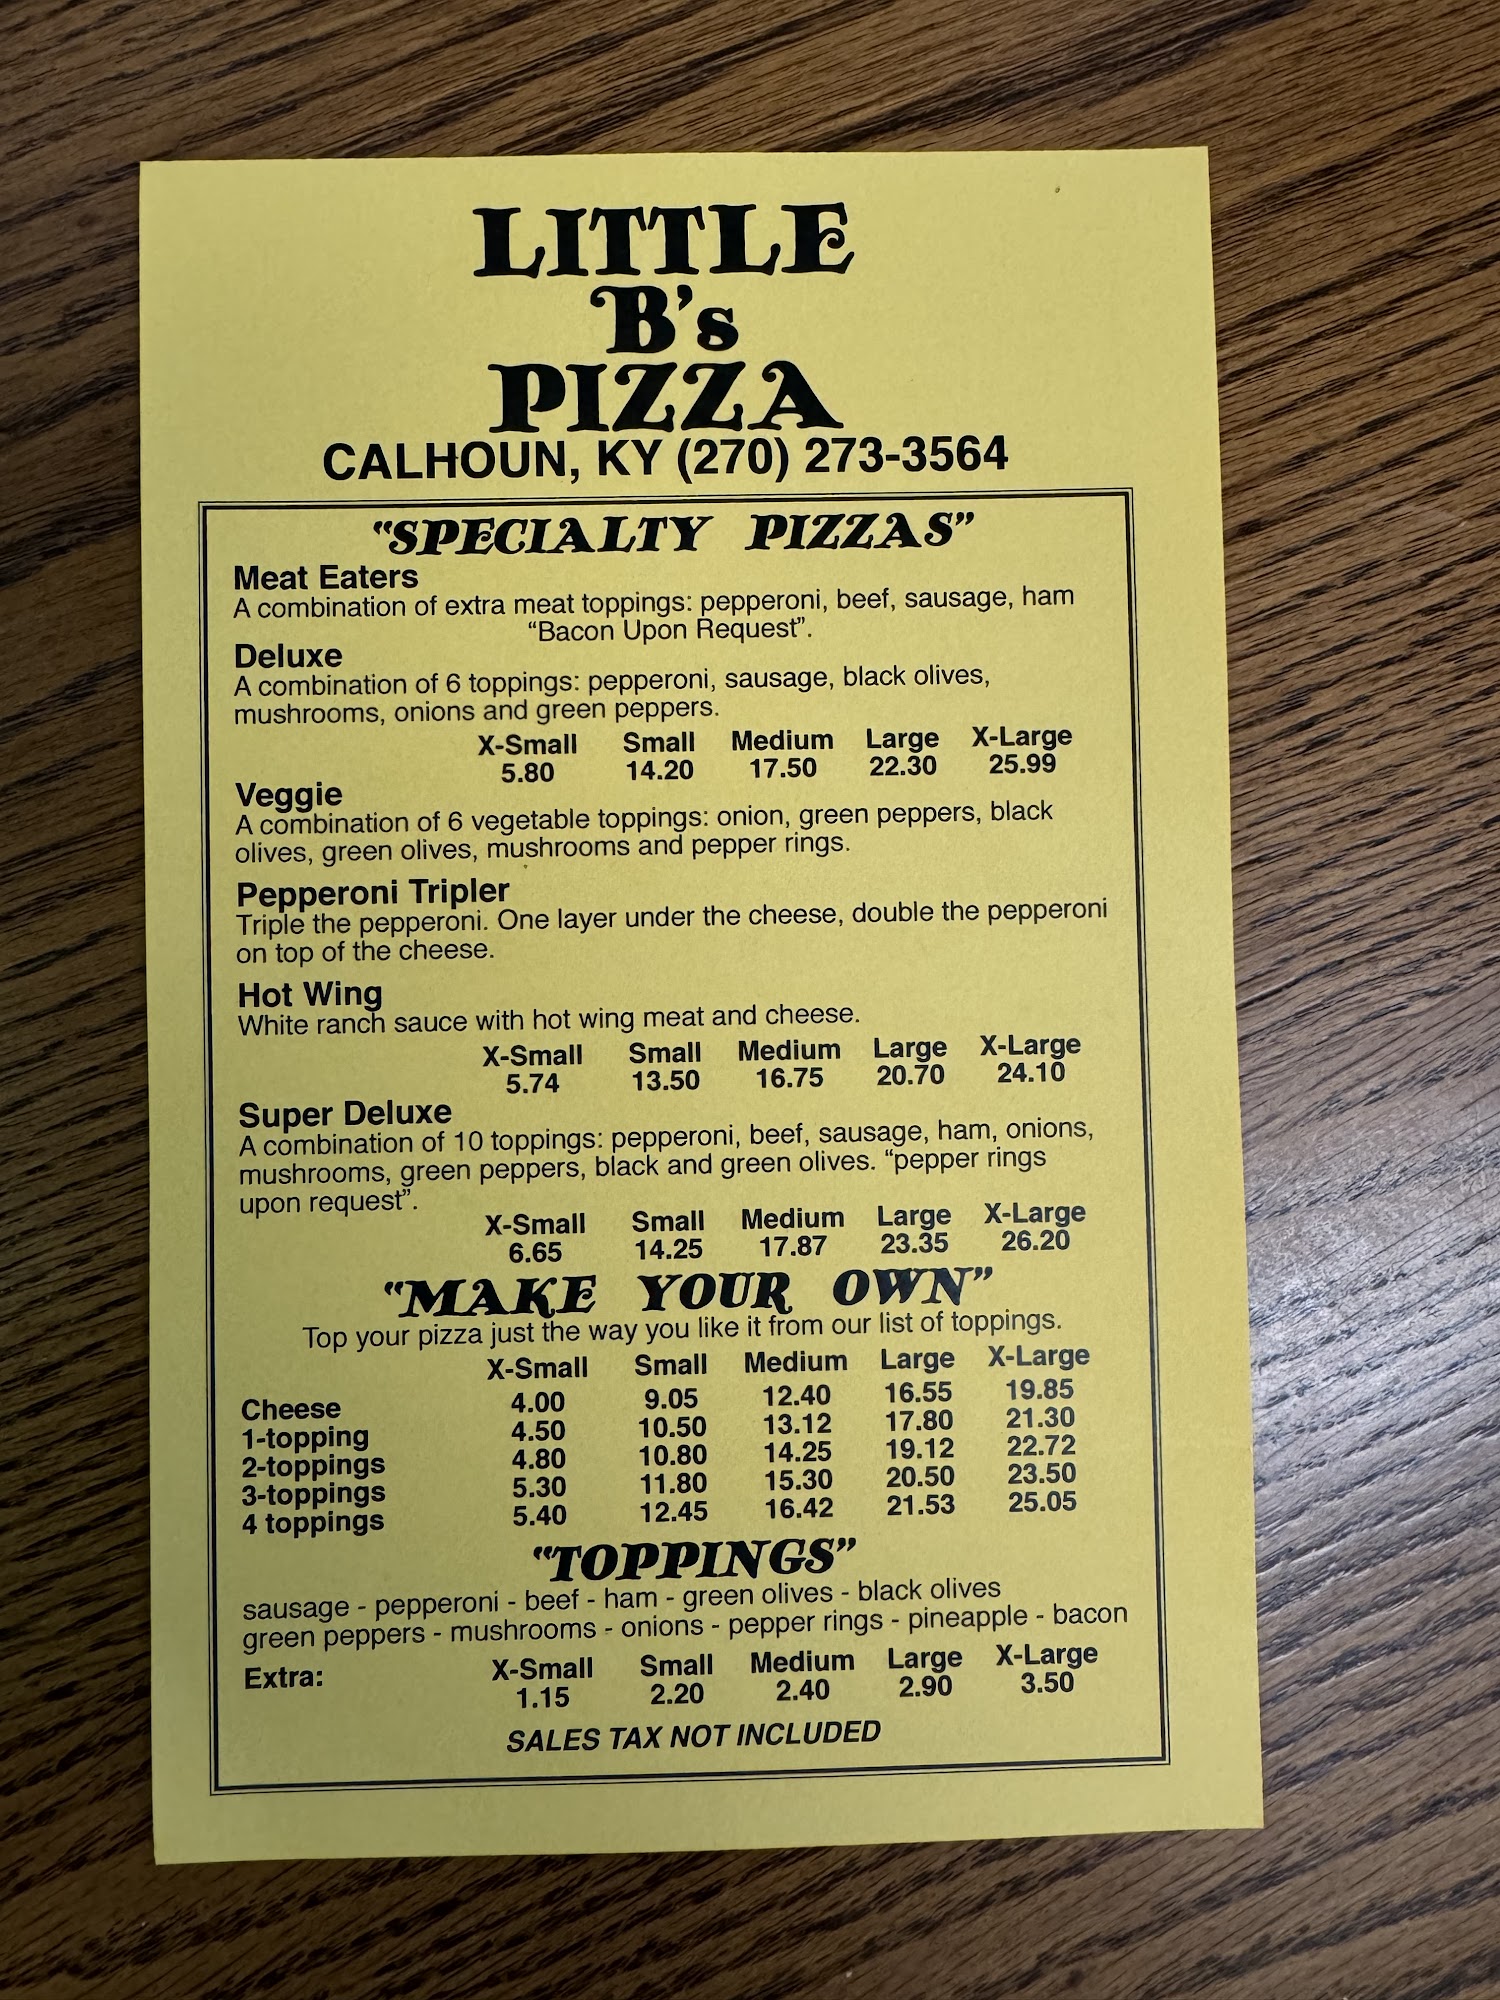 LITTLE
B's
PIZZA
CALHOUN, KY (270) 273-3564
"SPECIALTY PIZZAS"
Meat Eaters
A combination of extra meat toppings: pepperoni, beef, sausage, ham
"Bacon Upon Request".
Deluxe
A combination of 6 toppings: pepperoni, sausage, black olives,
mushrooms, onions and green peppers.
X-Small Small Medium Large X-Large
5.80 14.20 17.50 22.30 25.99
Veggie
A combination of 6 vegetable toppings: onion, green peppers, black
olives, green olives, mushrooms and pepper rings.
Pepperoni Tripler
Triple the pepperoni. One layer under the cheese, double the pepperoni
on top of the cheese.
Hot Wing
White ranch sauce with hot wing meat and cheese.
X-Small Small Medium Large X-Large
5.74 13.50 16.75 20.70 24.10
Super Deluxe
A combination of 10 toppings: pepperoni, beef, sausage, ham, onions,
mushrooms, green peppers, black and green olives. "pepper rings
upon request".
X-Small Small Medium Large X-Large
6.65 14.25 17.87 23.35 26.20
"MAKE YOUR OWN"
Top your pizza just the way you like it from our list of toppings.
X-Small Small Medium Large X-Large
Cheese 4.00 9.05 12.40 16.55 19.85
1-topping 4.50 10.50 13.12 17.80 21.30
2-toppings 4.80 10.80 14.25 19.12 22.72
3-toppings 5.30 11.80 15.30 20.50 23.50
4 toppings 5.40 12.45 16.42 21.53 25.05
"TOPPINGS"
sausage - pepperoni - beef - ham - green olives - black olives
green peppers - mushrooms - onions - pepper rings - pineapple - bacon
Extra: X-Small Small Medium Large X-Large
1.15 2.20 2.40 2.90 3.50
SALES TAX NOT INCLUDED